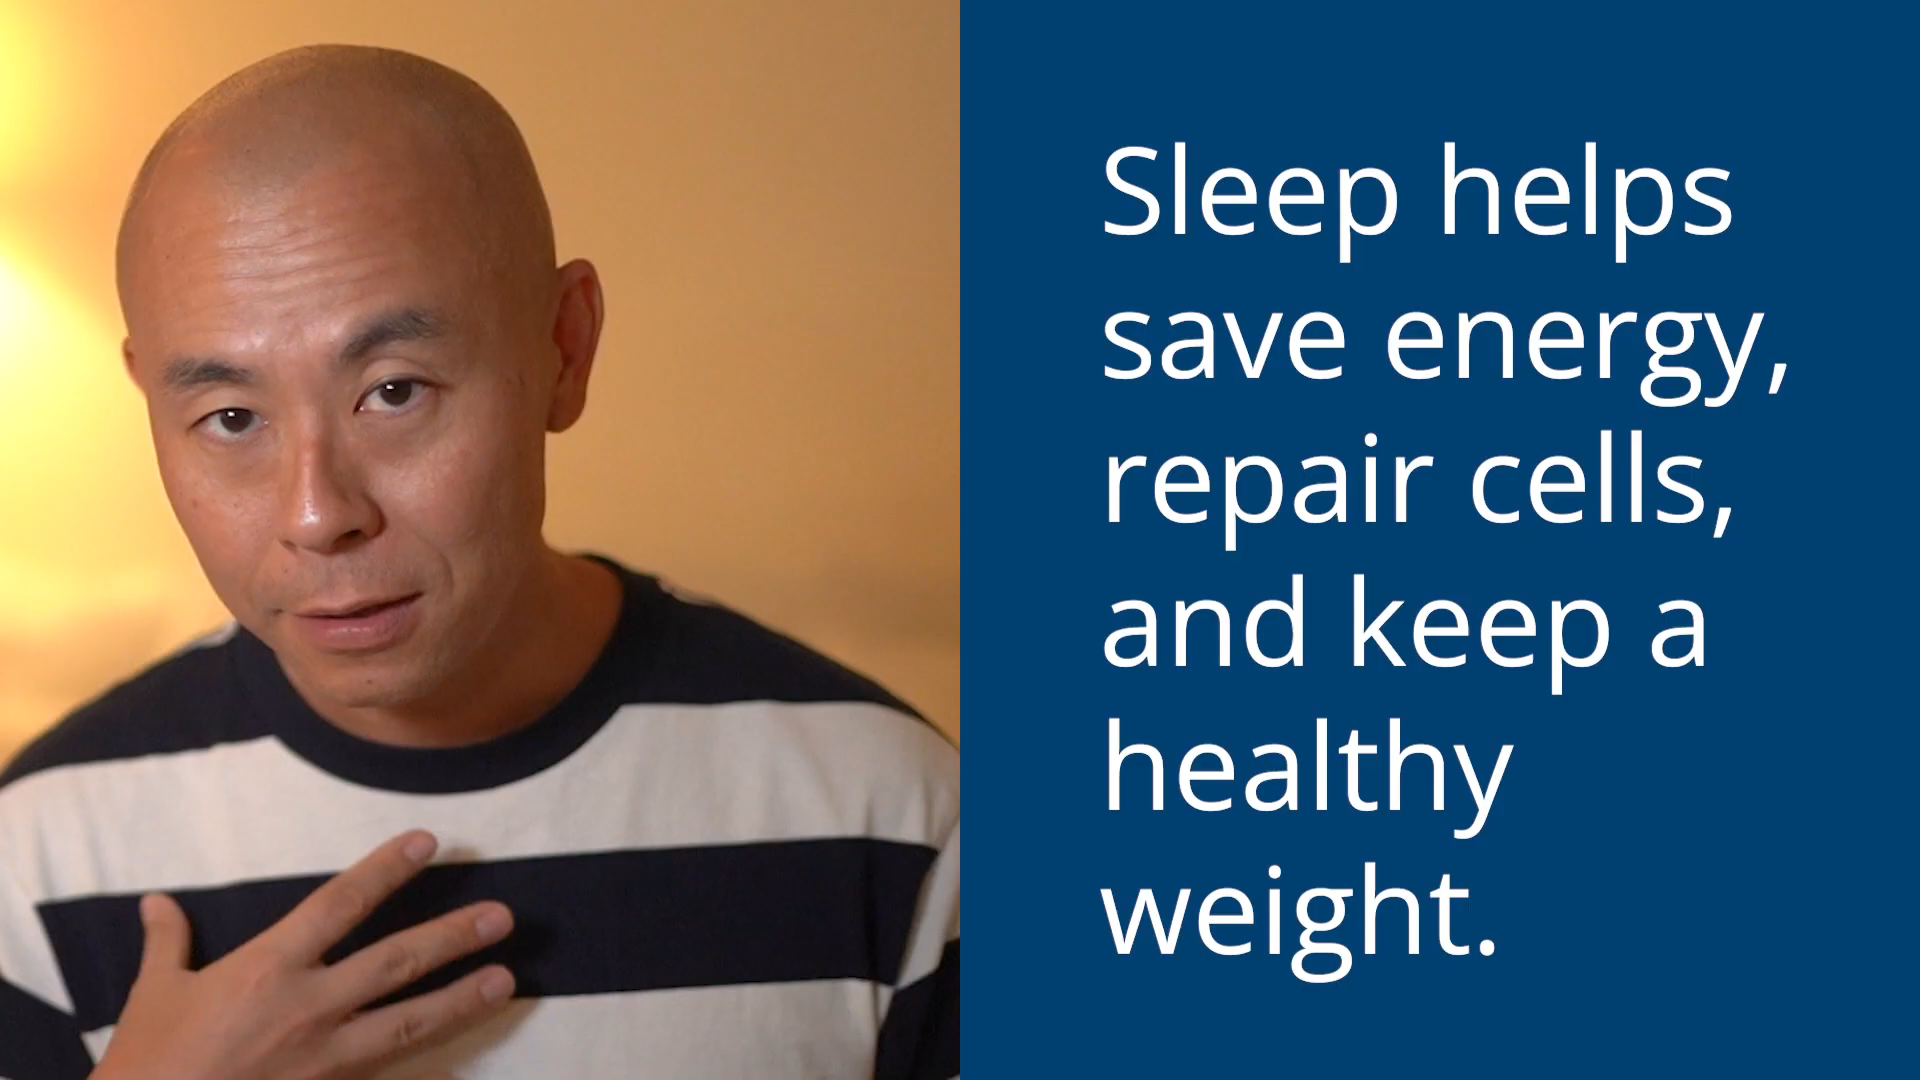 Sleep helps
save energy,
repair cells,
and keep a
healthy
weight.